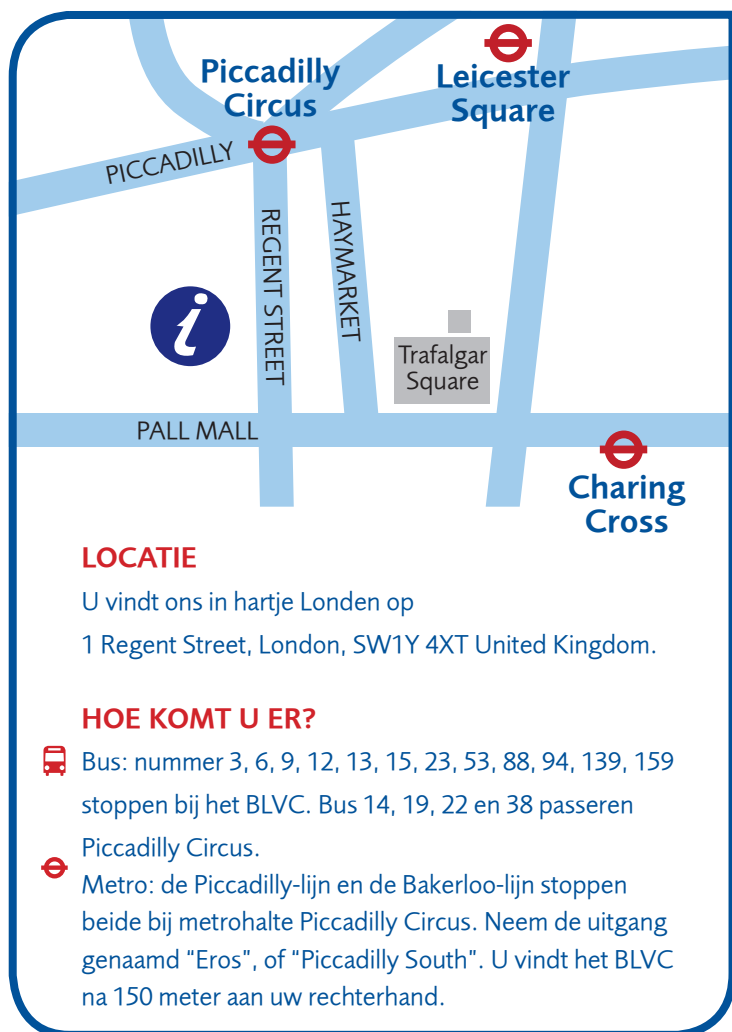 Piccadilly
Circus
Leicester
Square
PICCADILLY
REGENT STREET
HAYMARKET
i
Trafalgar
Square
PALL MALL
Charing
Cross
LOCATIE
U vindt ons in hartje Londen op
1 Regent Street, London, SW1Y 4XT United Kingdom.
HOE KOMT U ER?
Bus: nummer 3, 6, 9, 12, 13, 15, 23, 53, 88, 94, 139, 159
stoppen bij het BLVC. Bus 14, 19, 22 en 38 passeren
Piccadilly Circus.
Metro: de Piccadilly-lijn en de Bakerloo-lijn stoppen
beide bij metrohalte Piccadilly Circus. Neem de uitgang
genaamd “Eros”, of “Piccadilly South”. U vindt het BLVC
na 150 meter aan uw rechterhand.